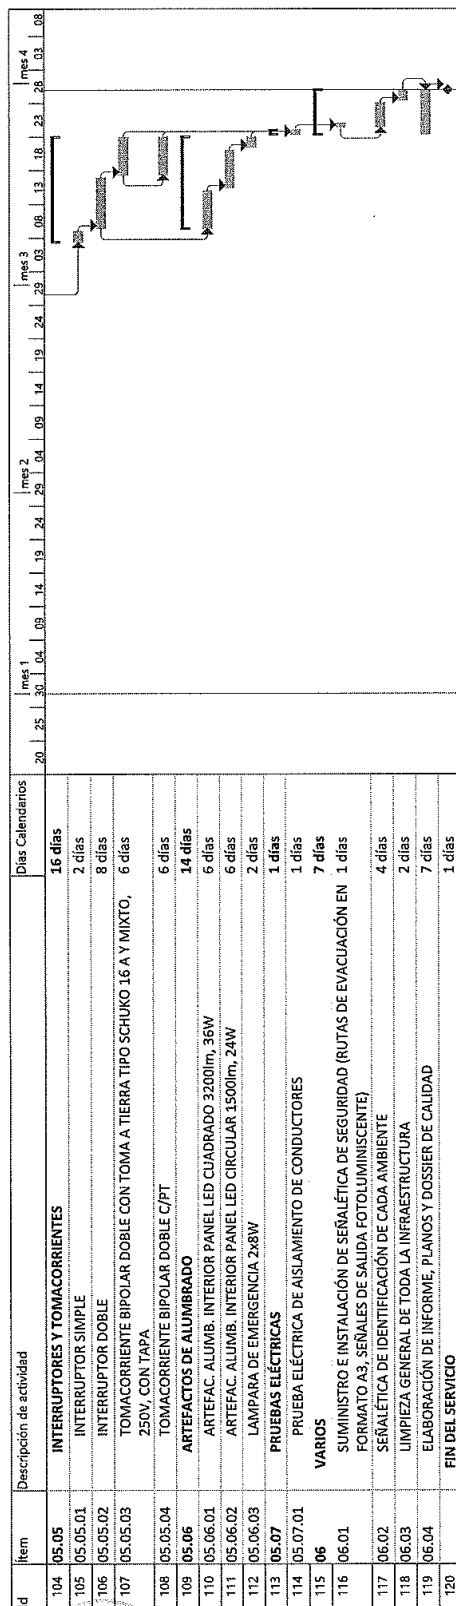 Id Ítem Descripción de actividad Días Calendarios
mes 1 mes 2 mes 3 mes 4
20 25 30 04 09 14 19 24 29 04 09 14 19 24 29 03 08 13 18 23 28 03 08
104 05.05 INTERRUPTORES Y TOMACORRIENTES 16 días
105 05.05.01 INTERRUPTOR SIMPLE 2 días
106 05.05.02 INTERRUPTOR DOBLE 8 días
107 05.05.03 TOMACORRIENTE BIPOLAR DOBLE CON TOMA A TIERRA TIPO SCHUKO 16 A Y MIXTO, 6 días
250V, CON TAPA
108 05.05.04 TOMACORRIENTE BIPOLAR DOBLE C/PT 6 días
109 05.06 ARTEFACTOS DE ALUMBRADO 14 días
110 05.06.01 ARTEFAC. ALUMB. INTERIOR PANEL LED CUADRADO 3200lm, 36W 6 días
111 05.06.02 ARTEFAC. ALUMB. INTERIOR PANEL LED CIRCULAR 1500lm, 24W 6 días
112 05.06.03 LAMPARA DE EMERGENCIA 2x8W 2 días
113 05.07 PRUEBAS ELÉCTRICAS 1 días
114 05.07.01 PRUEBA ELÉCTRICA DE AISLAMIENTO DE CONDUCTORES 1 días
115 06 VARIOS 7 días
116 06.01 SUMINISTRO E INSTALACIÓN DE SEÑALÉTICA DE SEGURIDAD (RUTAS DE EVACUACIÓN EN 1 días
FORMATO A3, SEÑALES DE SALIDA FOTOLUMINISCENTE)
117 06.02 SEÑALÉTICA DE IDENTIFICACIÓN DE CADA AMBIENTE 4 días
118 06.03 LIMPIEZA GENERAL DE TODA LA INFRAESTRUCTURA 2 días
119 06.04 ELABORACIÓN DE INFORME, PLANOS Y DOSSIER DE CALIDAD 7 días
120 FIN DEL SERVICIO 1 días